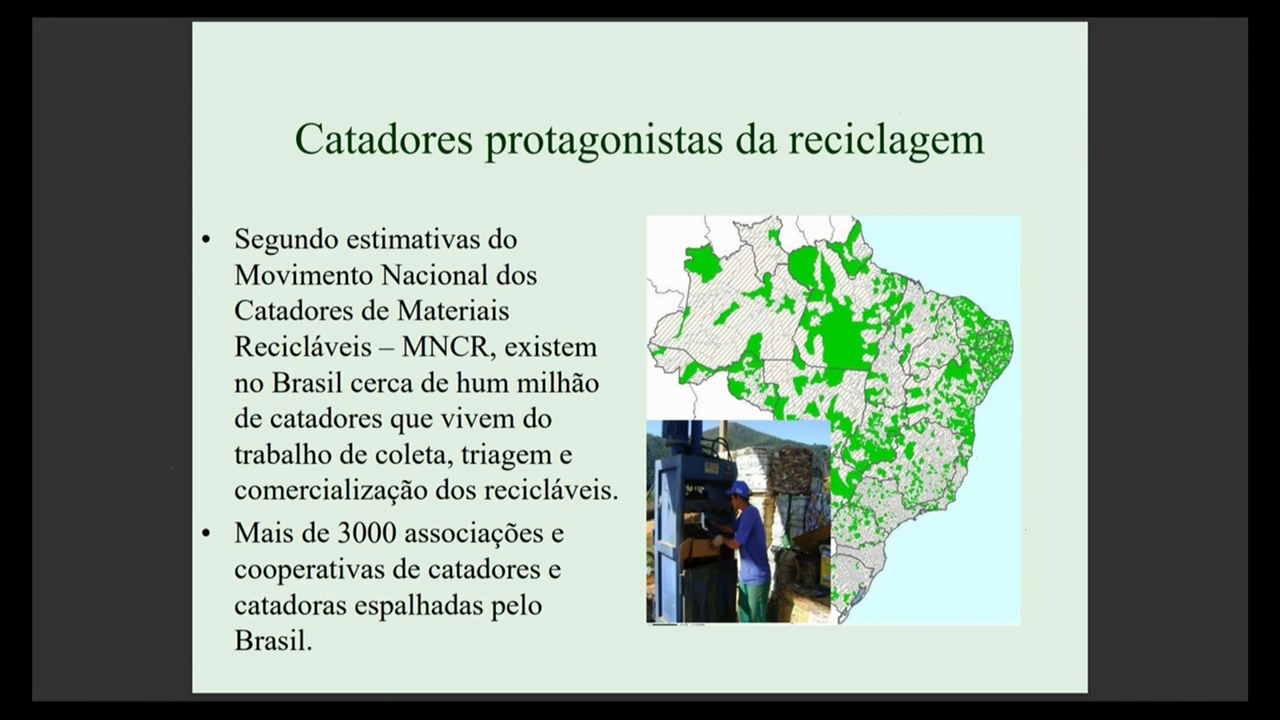 Catadores protagonistas da reciclagem
• Segundo estimativas do
Movimento Nacional dos
Catadores de Materiais
Recicláveis – MNCR, existem
no Brasil cerca de hum milhão
de catadores que vivem do
trabalho de coleta, triagem e
comercialização dos recicláveis.
• Mais de 3000 associações e
cooperativas de catadores e
catadoras espalhadas pelo
Brasil.